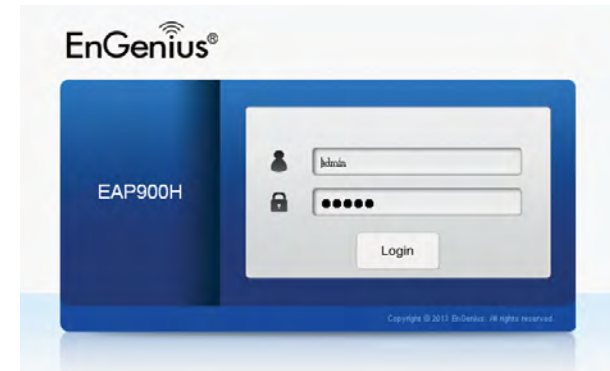 EnGenius®
EAP900H
admin
●●●●●
Login
Copyright © 2013 EnGenius. All rights reserved.